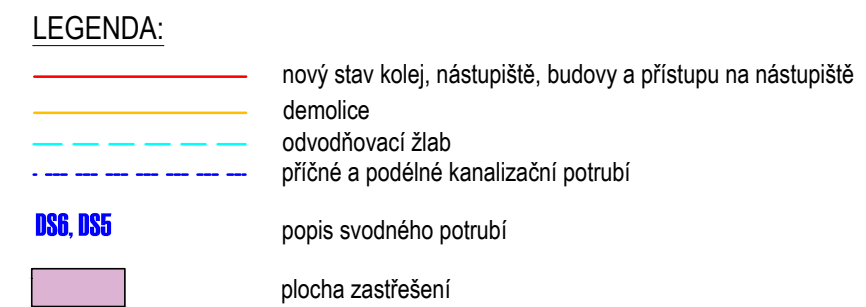 LEGENDA:
nový stav kolej, nástupiště, budovy a přístupu na nástupiště
demolice
odvodňovací žlab
příčné a podélné kanalizační potrubí
DS6, DS5 popis svodného potrubí
plocha zastřešení